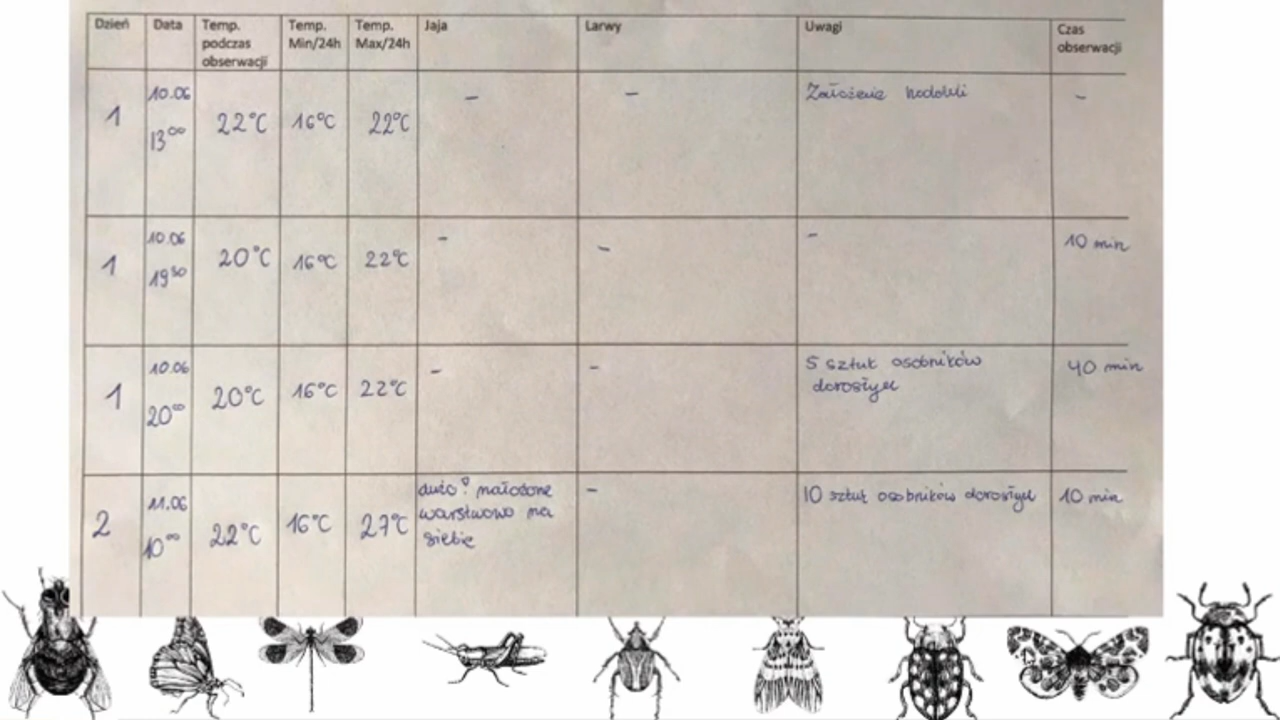 Dzień Data Temp. podczas obserwacji Temp. Min/24h Temp. Max/24h Jaja Larwy Uwagi Czas obserwacji
1 10.06 13⁰⁰ 22°C 16°C 22°C - - Założenie hodowli -
1 10.06 19³⁰ 20°C 16°C 22°C - - - 10 min
1 10.06 20⁰⁰ 20°C 16°C 22°C - - 5 sztuk osobników dorosłych 40 min
2 11.06 10⁰⁰ 22°C 16°C 27°C dużo? nałożone warstwowo na siebie - 10 sztuk osobników dorosłych 10 min